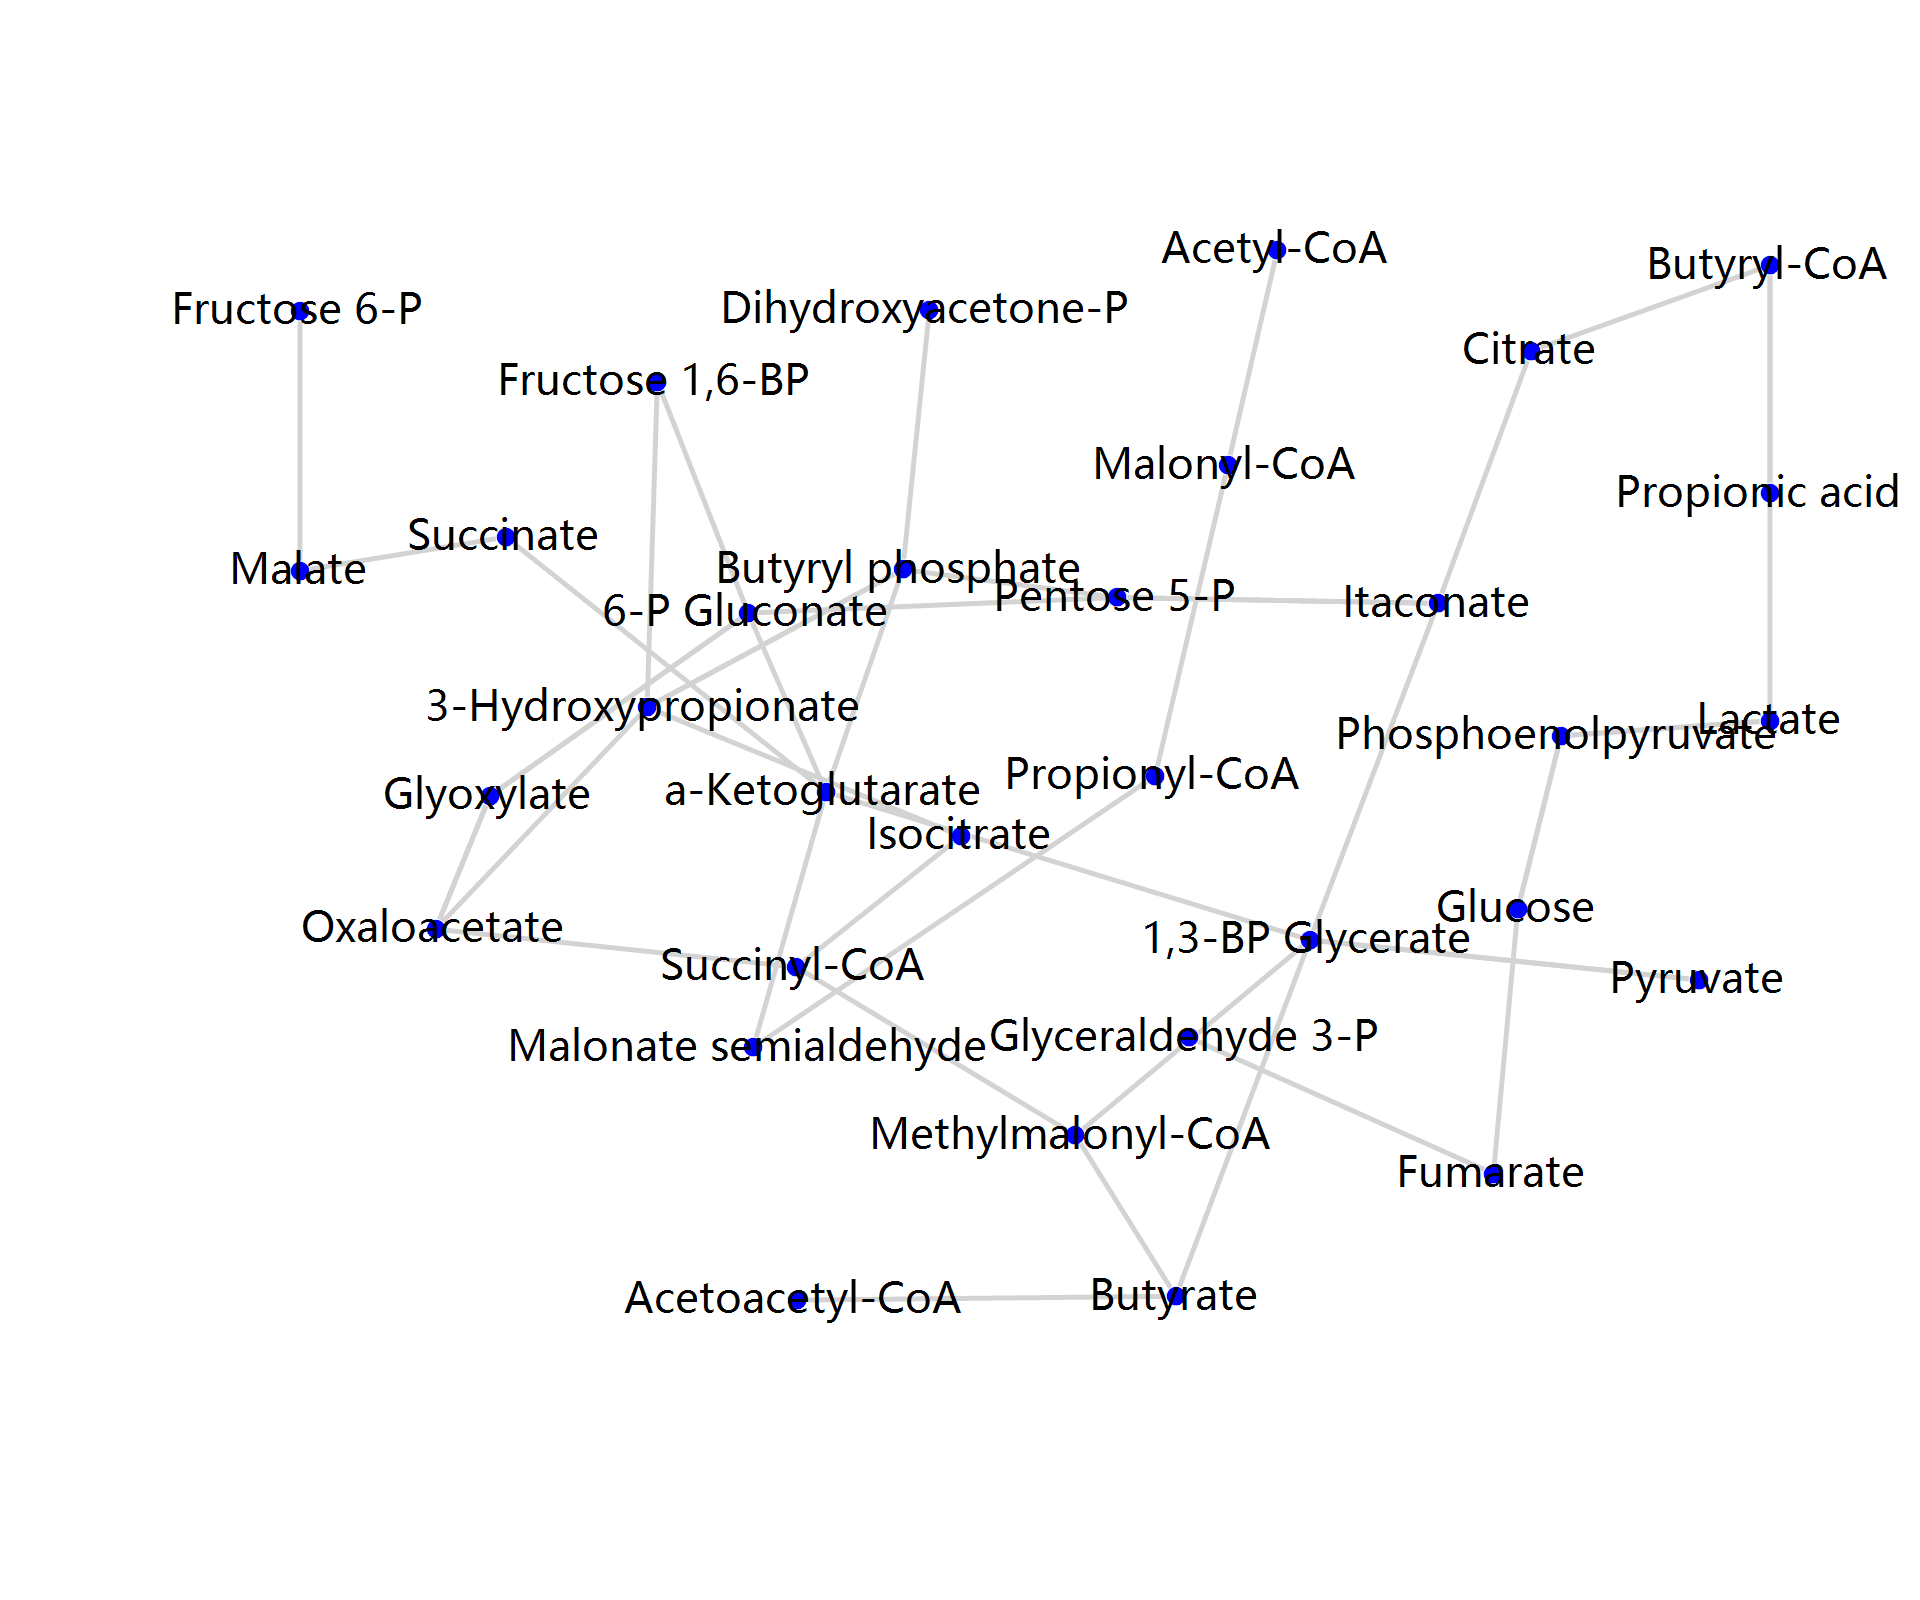 Acetyl-CoA
Butyryl-CoA
Fructose 6-P
Dihydroxyacetone-P
Citrate
Fructose 1,6-BP
Malonyl-CoA
Propionic acid
Succinate
Malate
Butyryl phosphate
Pentose 5-P
Itaconate
6-P Gluconate
3-Hydroxypropionate
Lactate
Phosphoenolpyruvate
Propionyl-CoA
Glyoxylate
a-Ketoglutarate
Isocitrate
Glucose
Oxaloacetate
1,3-BP Glycerate
Succinyl-CoA
Pyruvate
Malonate semialdehyde
Glyceraldehyde 3-P
Methylmalonyl-CoA
Fumarate
Acetoacetyl-CoA
Butyrate